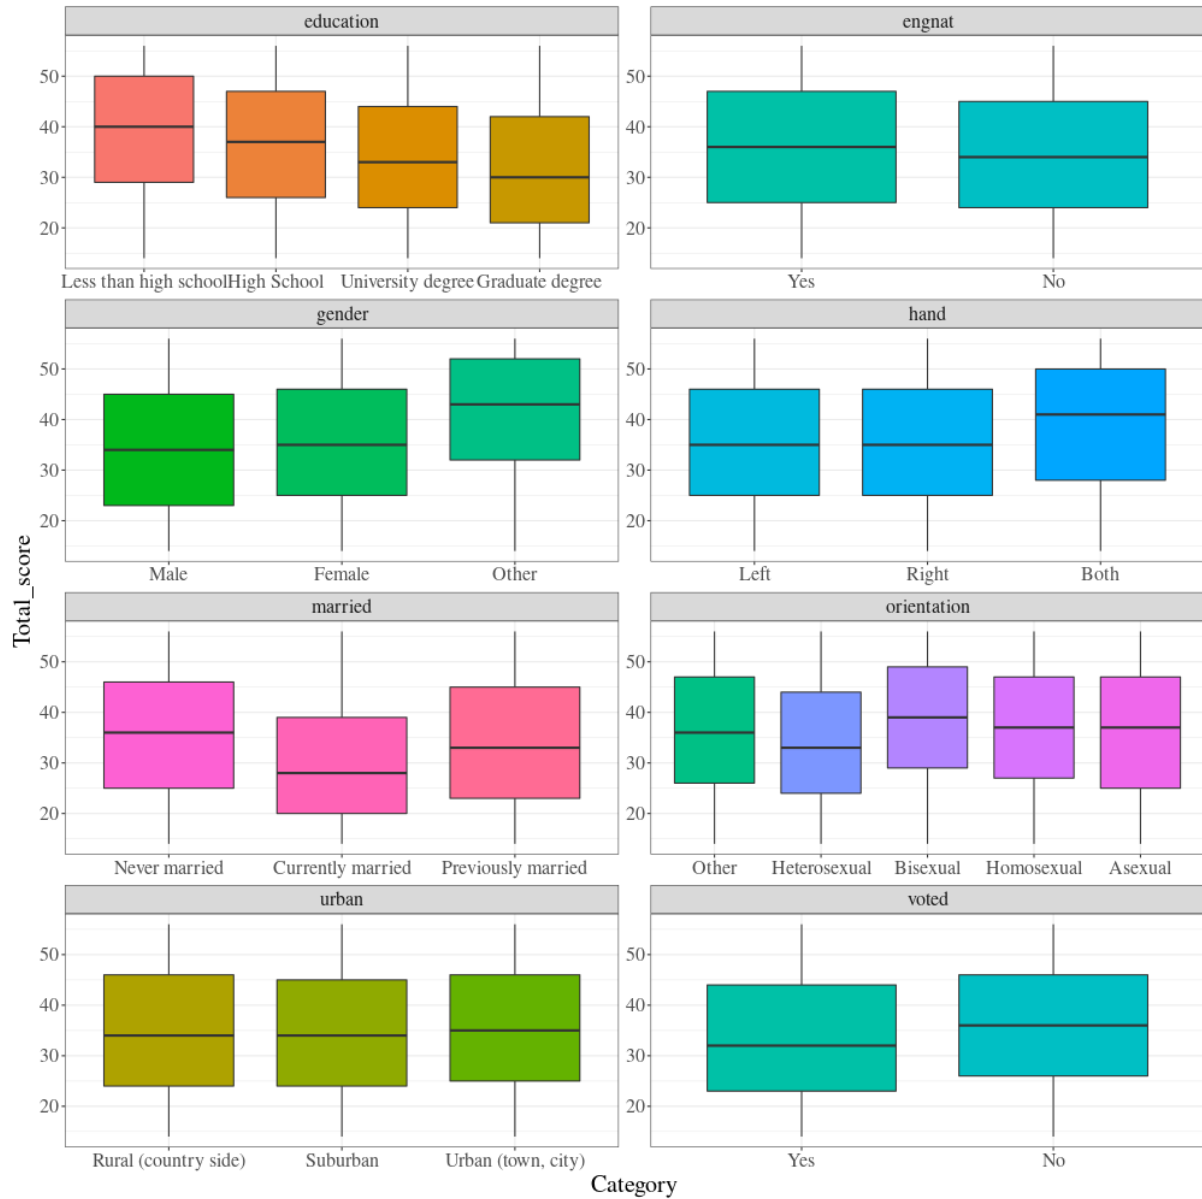 education
engnat
50
40
30
20
50
40
30
20
Less than high school High School University degree Graduate degree
Yes No
gender
hand
50
40
30
20
50
40
30
20
Male Female Other
Left Right Both
married
orientation
50
40
30
20
50
40
30
20
Never married Currently married Previously married
Other Heterosexual Bisexual Homosexual Asexual
urban
voted
50
40
30
20
50
40
30
20
Rural (country side) Suburban Urban (town, city)
Yes No
Total_score
Category